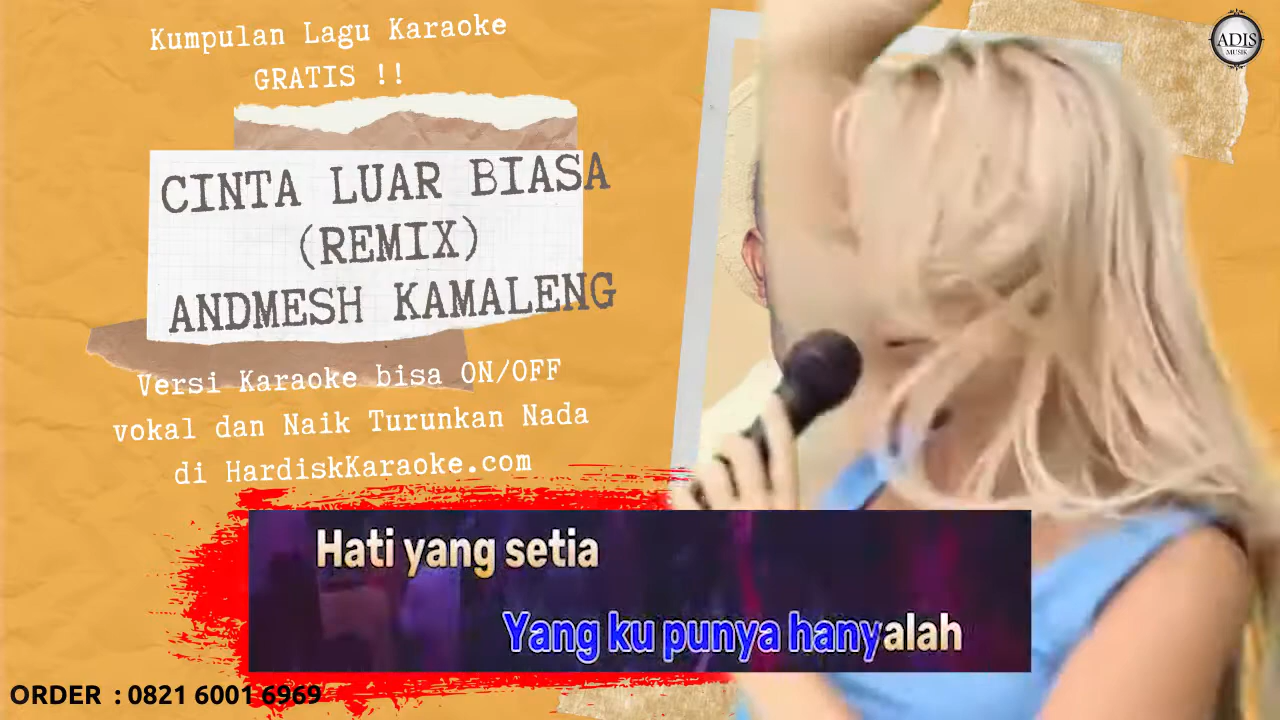 Kumpulan Lagu Karaoke
GRATIS !!
ADIS
MUSIK
CINTA LUAR BIASA
(REMIX)
ANDMESH KAMALENG
Versi Karaoke bisa ON/OFF
vokal dan Naik Turunkan Nada
di HardiskKaraoke.com
Hati yang setia
Yang ku punya hanyalah
ORDER : 0821 6001 6969